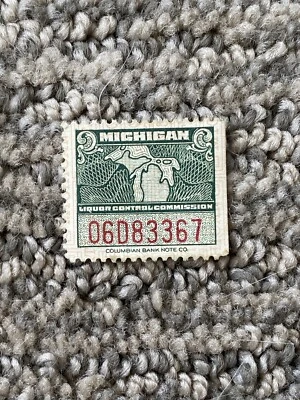 MICHIGAN
LIQUOR CONTROL COMMISSION
06D83367
COLUMBIAN BANK NOTE CO.